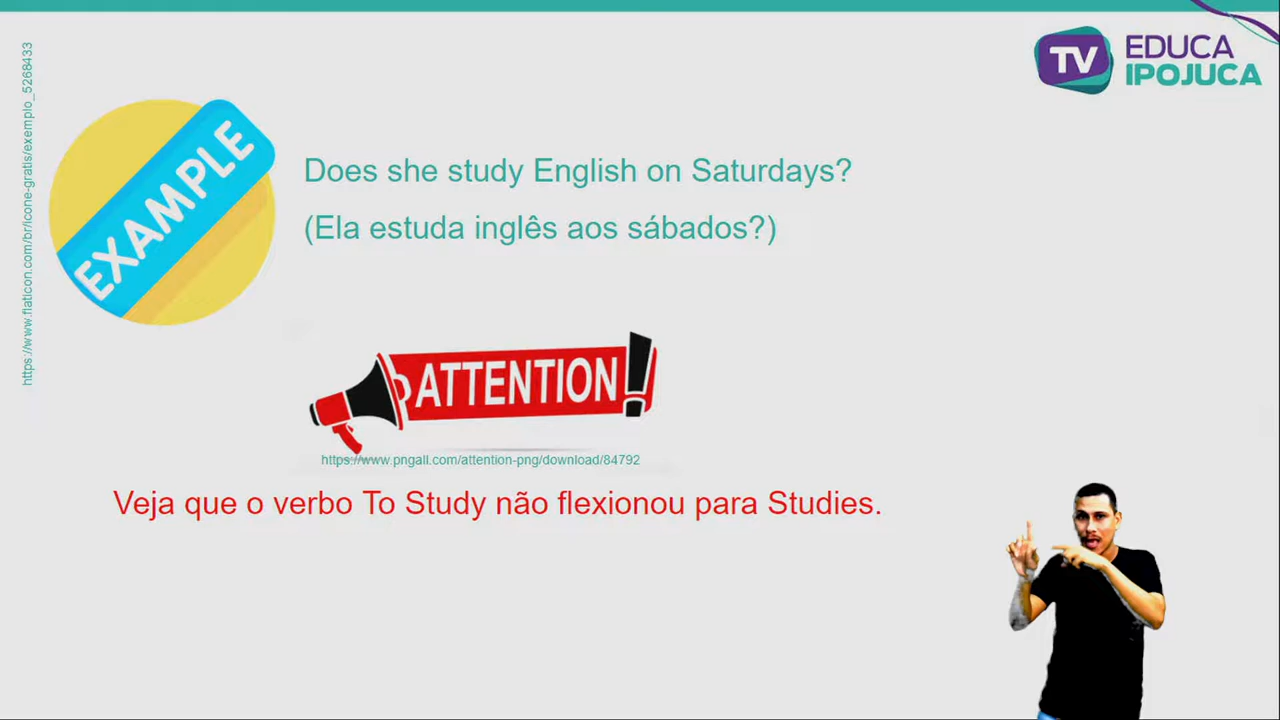 TV EDUCA
IPOJUCA
https://www.flaticon.com/br/icone-gratis/exemplo_5268433
EXAMPLE
Does she study English on Saturdays?
(Ela estuda inglês aos sábados?)
ATTENTION!
https://www.pngall.com/attention-png/download/84792
Veja que o verbo To Study não flexionou para Studies.